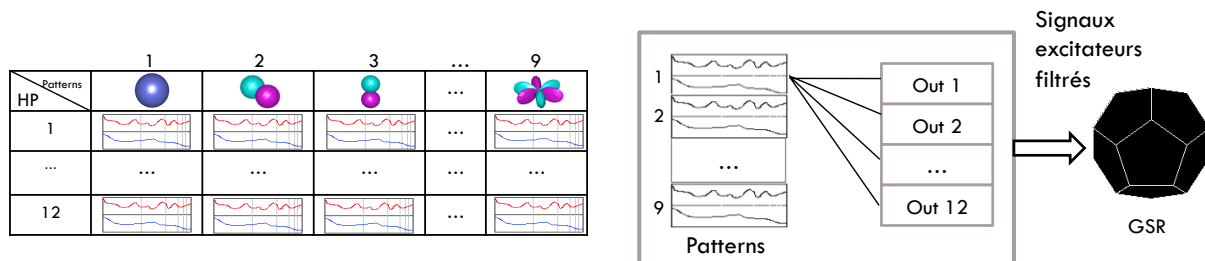 1 2 3 ... 9
Patterns
HP
...
1
...
... ... ... ... ...
12
...
1
2
...
9
Patterns
Out 1
Out 2
...
Out 12
Signaux
excitateurs
filtrés
GSR